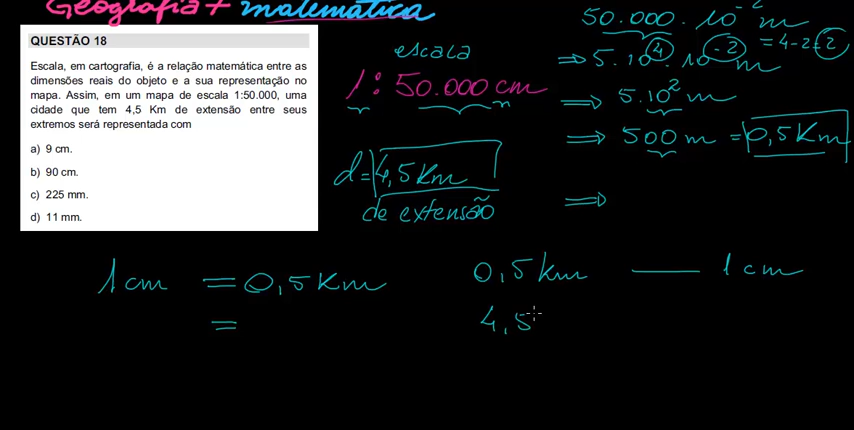 Geografia + matemática
QUESTÃO 18
Escala, em cartografia, é a relação matemática entre as
dimensões reais do objeto e a sua representação no
mapa. Assim, em um mapa de escala 1:50.000, uma
cidade que tem 4,5 Km de extensão entre seus
extremos será representada com
a) 9 cm.
b) 90 cm.
c) 225 mm.
d) 11 mm.
escala
1 : 50.000 cm
d = 4,5 Km
de extensão
50.000 . 10⁻² m
=> 5.10⁴ . 10⁻² m = 4-2=2
=> 5.10² m
=> 500 m = 0,5 Km
=>
1 cm = 0,5 Km
=
0,5 km — 1 cm
4,5